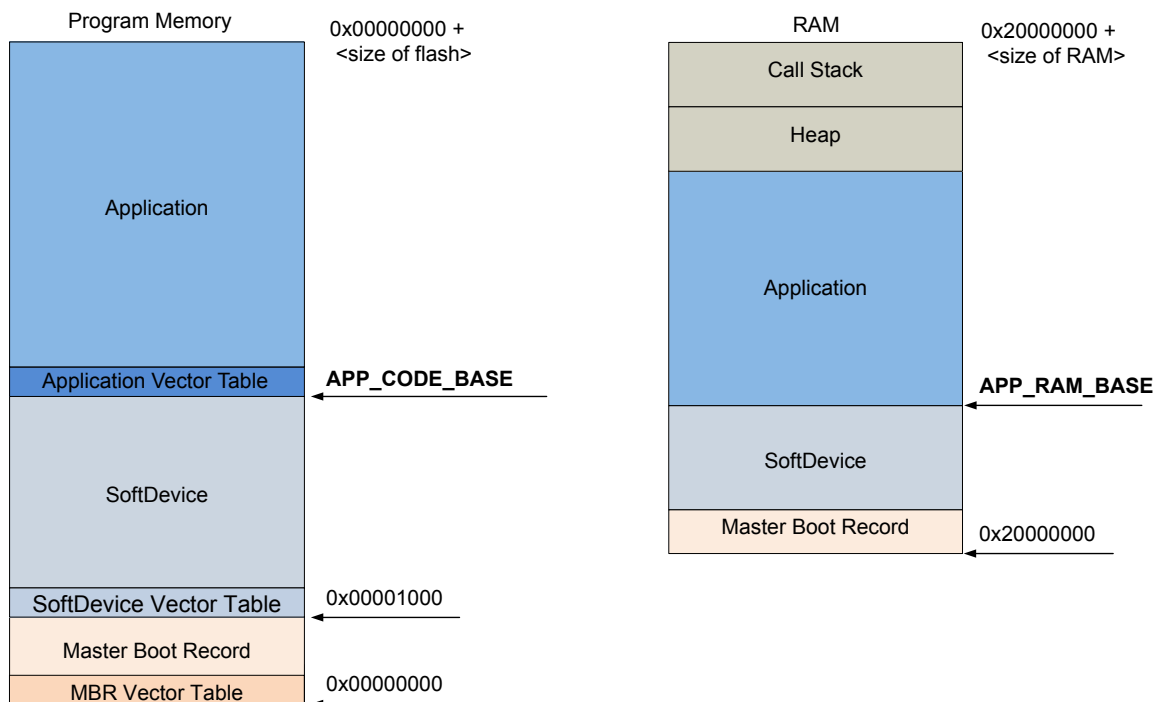 Program Memory
0x00000000 +
<size of flash>
Application
Application Vector Table
APP_CODE_BASE
SoftDevice
SoftDevice Vector Table
0x00001000
Master Boot Record
MBR Vector Table
0x00000000
RAM
0x20000000 +
<size of RAM>
Call Stack
Heap
Application
APP_RAM_BASE
SoftDevice
Master Boot Record
0x20000000